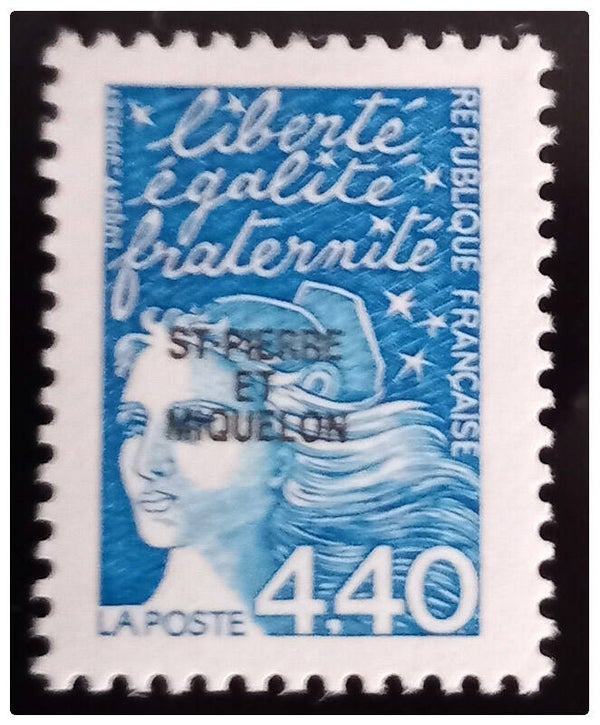 liberté
égalité
fraternité
REPUBLIQUE FRANÇAISE
ST-PIERRE
ET
MIQUELON
4,40
LA POSTE